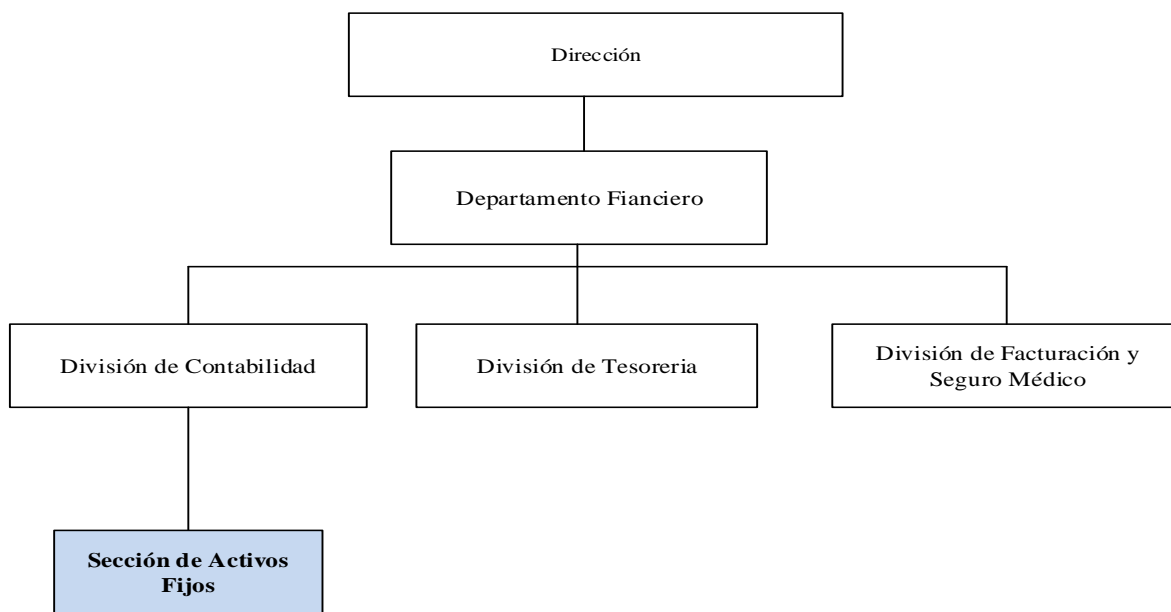 Dirección
Departamento Fianciero
División de Contabilidad
División de Tesoreria
División de Facturación y
Seguro Médico
Sección de Activos
Fijos